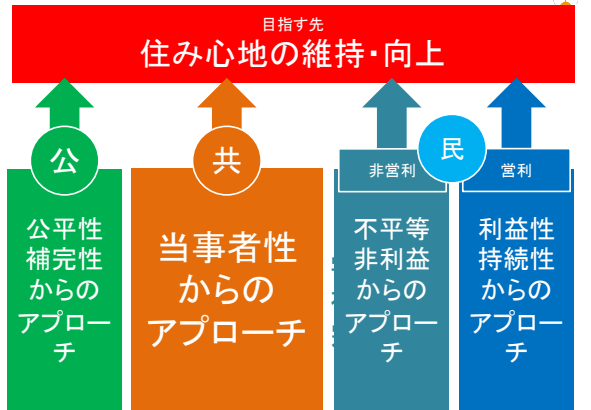 目指す先
住み心地の維持・向上
公
共
民
非営利
営利
公平性
補完性
からの
アプロー
チ
当事者性
からの
アプローチ
不平等
非利益
からの
アプロー
チ
利益性
持続性
からの
アプロー
チ